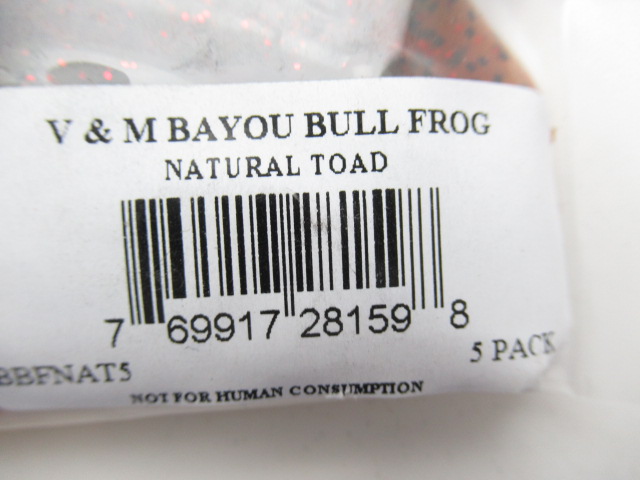 V & M BAYOU BULL FROG
NATURAL TOAD
7 69917 28159 8
5 PACK
BBFNAT5
NOT FOR HUMAN CONSUMPTION